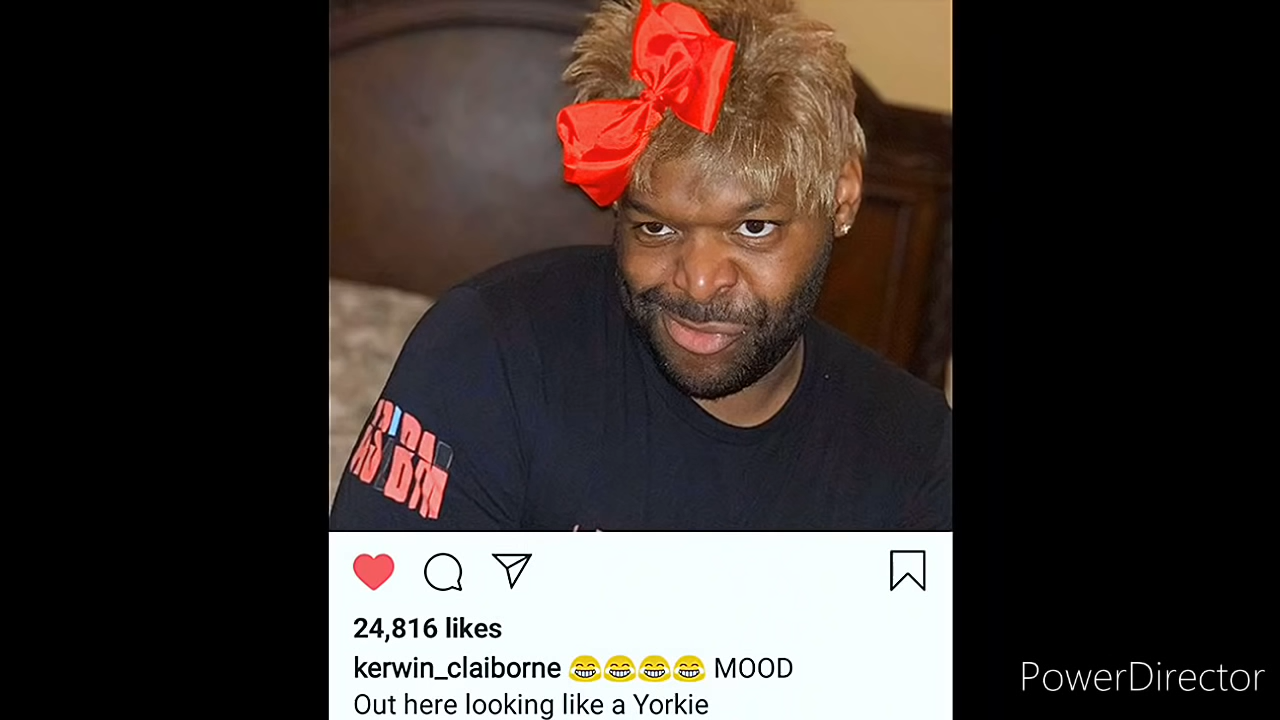 24,816 likes
kerwin_claiborne 😂😂😂😂 MOOD
Out here looking like a Yorkie
PowerDirector